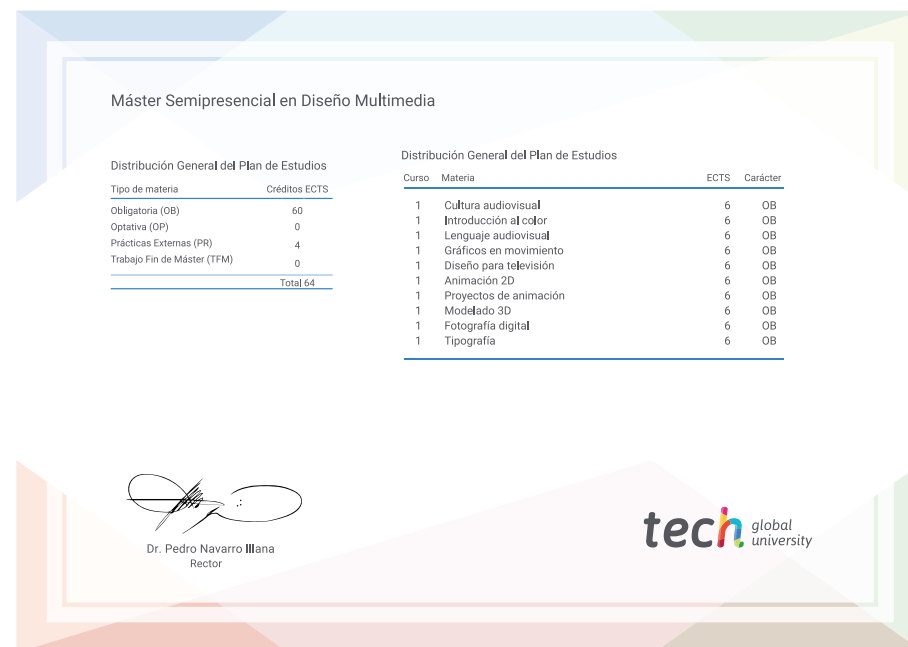 Máster Semipresencial en Diseño Multimedia
Distribución General del Plan de Estudios
Tipo de materia Créditos ECTS
Obligatoria (OB) 60
Optativa (OP) 0
Prácticas Externas (PR) 4
Trabajo Fin de Máster (TFM) 0
Total 64
Distribución General del Plan de Estudios
Curso Materia ECTS Carácter
1 Cultura audiovisual 6 OB
1 Introducción al color 6 OB
1 Lenguaje audiovisual 6 OB
1 Gráficos en movimiento 6 OB
1 Diseño para televisión 6 OB
1 Animación 2D 6 OB
1 Proyectos de animación 6 OB
1 Modelado 3D 6 OB
1 Fotografía digital 6 OB
1 Tipografía 6 OB
Dr. Pedro Navarro Illana
Rector
tech global
university